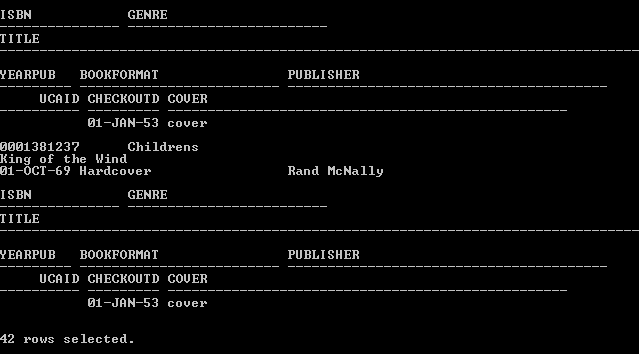 ISBN GENRE
---------------- -------------------------
TITLE
--------------------------------------------------------------------------------
YEARPUB BOOKFORMAT PUBLISHER
--------- ------------------------- ----------------------------------------
UCAID CHECKOUTD COVER
---------- --------- --------------------------------------------------
01-JAN-53 cover
0001381237 Childrens
King of the Wind
01-OCT-69 Hardcover Rand McNally
ISBN GENRE
---------------- -------------------------
TITLE
--------------------------------------------------------------------------------
YEARPUB BOOKFORMAT PUBLISHER
--------- ------------------------- ----------------------------------------
UCAID CHECKOUTD COVER
---------- --------- --------------------------------------------------
01-JAN-53 cover
42 rows selected.